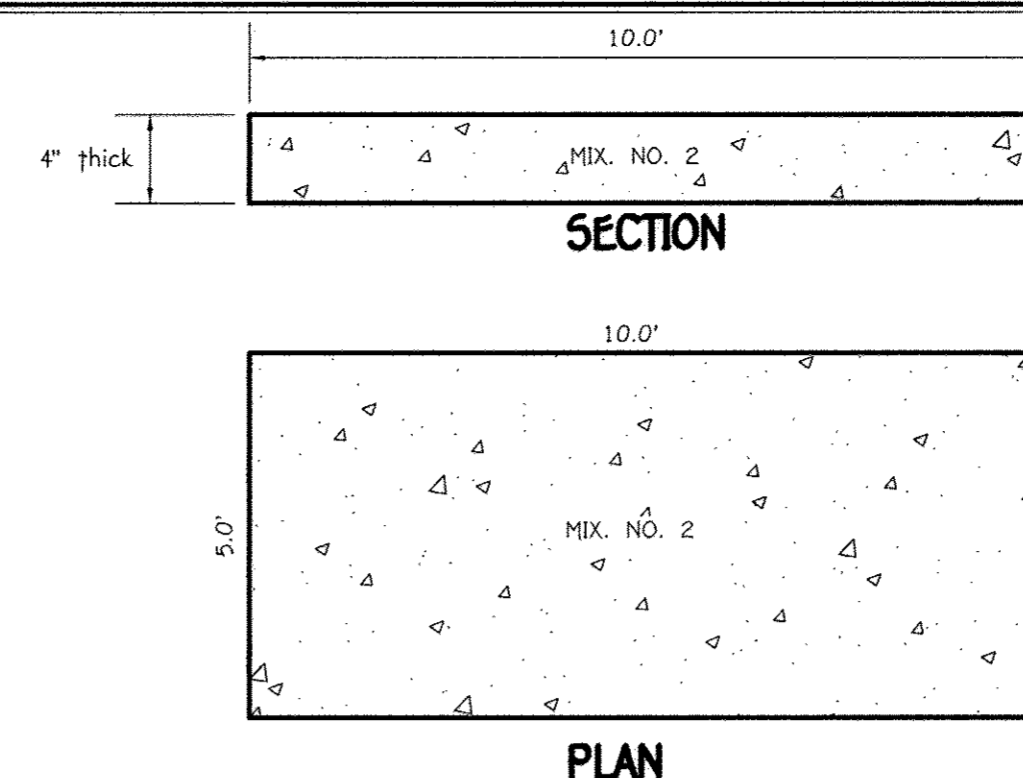 10.0'
4" thick
MIX. NO. 2
SECTION
10.0'
5.0'
MIX. NO. 2
PLAN